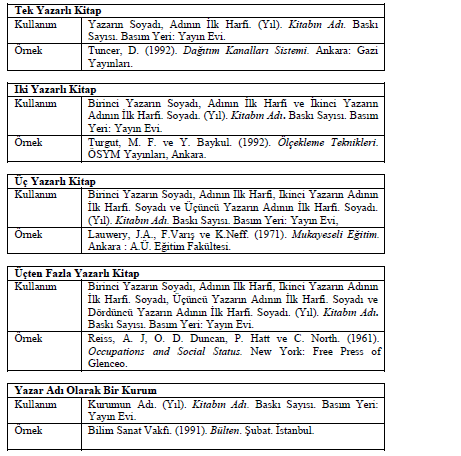 Tek Yazarlı Kitap
Kullanım Yazarın Soyadı, Adının İlk Harfi. (Yıl). Kitabın Adı. Baskı
Sayısı. Basım Yeri: Yayın Evi.
Örnek Tuncer, D. (1992). Dağıtım Kanalları Sistemi. Ankara: Gazi
Yayınları.
Iki Yazarlı Kitap
Kullanım Birinci Yazarın Soyadı, Adının İlk Harfi ve İkinci Yazarın
Adının İlk Harfi. Soyadı. (Yıl). Kitabın Adı. Baskı Sayısı. Basım
Yeri: Yayın Evi.
Örnek Turgut, M. F. ve Y. Baykul. (1992). Ölçekleme Teknikleri.
ÖSYM Yayınları, Ankara.
Üç Yazarlı Kitap
Kullanım Birinci Yazarın Soyadı, Adının Ilk Harfi, Ikinci Yazarın Adının
İlk Harfi. Soyadı ve Üçüncü Yazarın Adının İlk Harfi. Soyadı.
(Yıl). Kitabın Adı. Baskı Sayısı. Basım Yeri: Yayın Evi,
Örnek Lauwery, J.A., F.Varış ve K.Neff. (1971). Mukayeseli Eğitim.
Ankara : A.Ü. Eğitim Fakültesi.
Üçten Fazla Yazarlı Kitap
Kullanım Birinci Yazarın Soyadı, Adının Ilk Harfi, Ikinci Yazarın Adının
İlk Harfi. Soyadı, Üçüncü Yazarın Adının İlk Harfi. Soyadı ve
Dördüncü Yazarın Adının İlk Harfi. Soyadı. (Yıl). Kitabın Adı.
Baskı Sayısı. Basım Yeri: Yayın Evi.
Örnek Reiss, A. J, O. D. Duncan, P. Hatt ve C. North. (1961).
Occupations and Social Status. New York: Free Press of
Glenceo.
Yazar Adı Olarak Bir Kurum
Kullanım Kurumun Adı. (Yıl). Kitabın Adı. Baskı Sayısı. Basım Yeri:
Yayın Evi.
Örnek Bilim Sanat Vakfi. (1991). Bülten. Şubat. İstanbul.